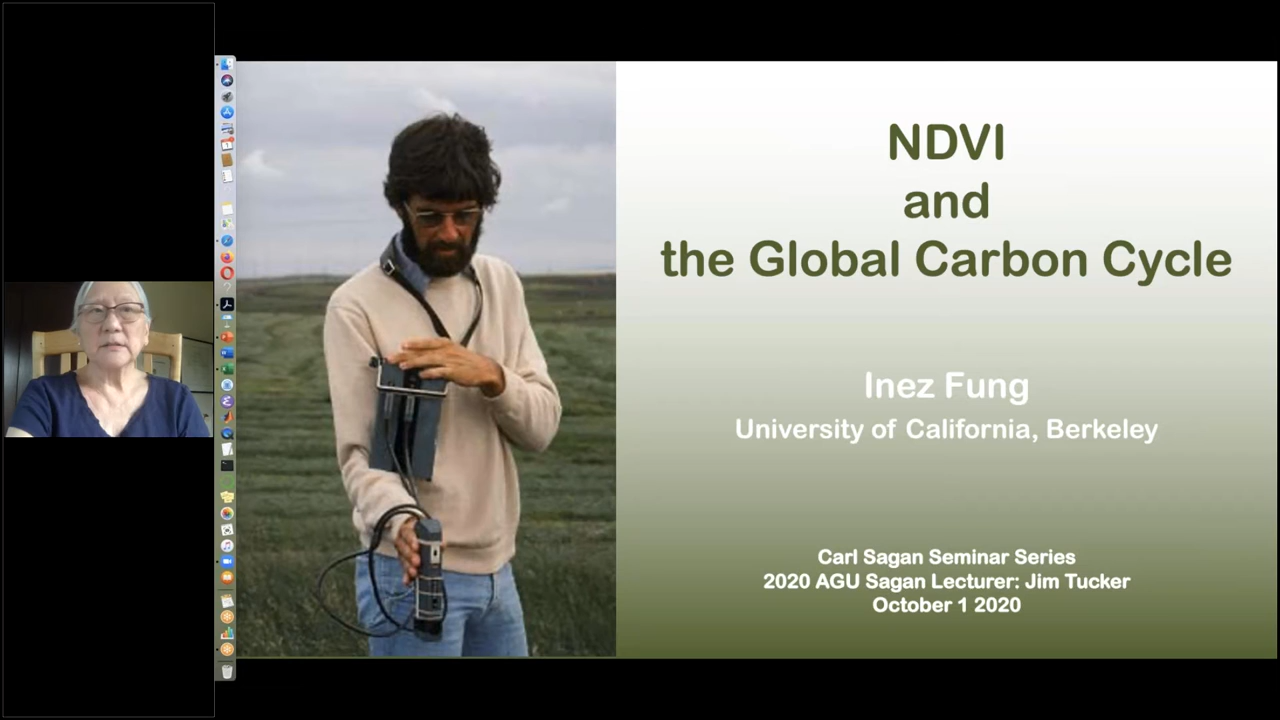 NDVI
and
the Global Carbon Cycle
Inez Fung
University of California, Berkeley
Carl Sagan Seminar Series
2020 AGU Sagan Lecturer: Jim Tucker
October 1 2020